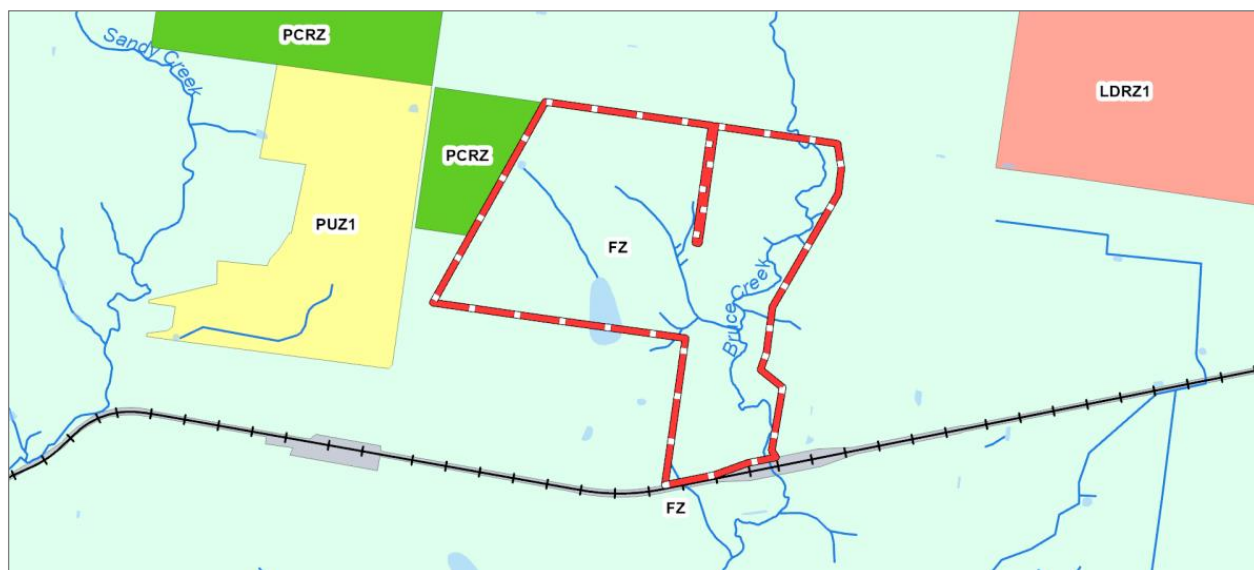 PCRZ
Sandy Creek
LDRZ1
PCRZ
PUZ1
FZ
Bruce Creek
FZ